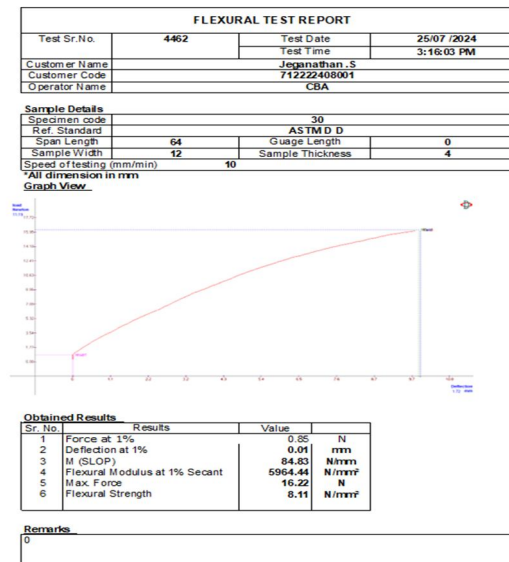 FLEXURAL TEST REPORT
Test Sr.No. 4462 Test Date 25/07 /2024
Test Time 3:16:03 PM
Customer Name Jeganathan .S
Customer Code 712222408001
Operator Name CBA
Sample Details
Specimen code 30
Ref. Standard ASTM D D
Span Length 64 Guage Length 0
Sample Width 12 Sample Thickness 4
Speed of testing (mm/min) 10
*All dimension in mm
Graph View
Obtained Results
Sr. No. Results Value
1 Force at 1% 0.85 N
2 Deflection at 1% 0.01 mm
3 M (SLOP) 84.83 N/mm
4 Flexural Modulus at 1% Secant 5964.44 N/mm²
5 Max. Force 16.22 N
6 Flexural Strength 8.11 N/mm²
Remarks
0